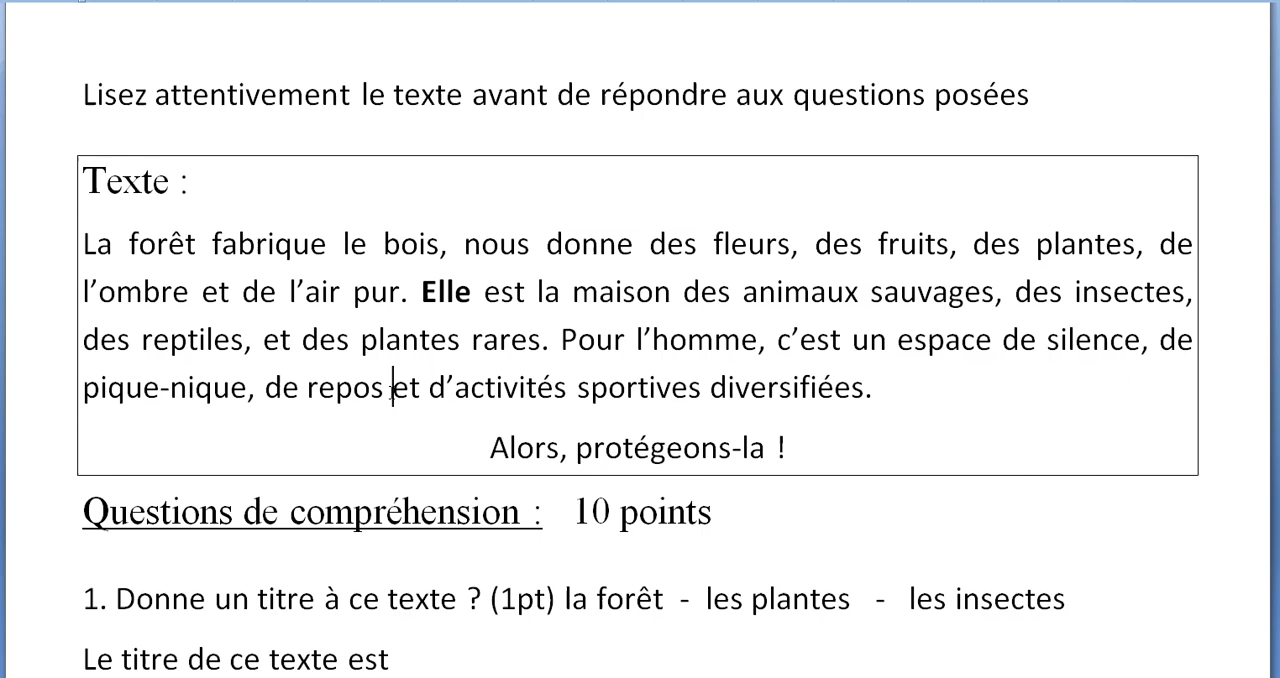 Lisez attentivement le texte avant de répondre aux questions posées
Texte :
La forêt fabrique le bois, nous donne des fleurs, des fruits, des plantes, de
l’ombre et de l’air pur. Elle est la maison des animaux sauvages, des insectes,
des reptiles, et des plantes rares. Pour l’homme, c’est un espace de silence, de
pique-nique, de repos et d’activités sportives diversifiées.
Alors, protégeons-la !
Questions de compréhension : 10 points
1. Donne un titre à ce texte ? (1pt) la forêt - les plantes - les insectes
Le titre de ce texte est